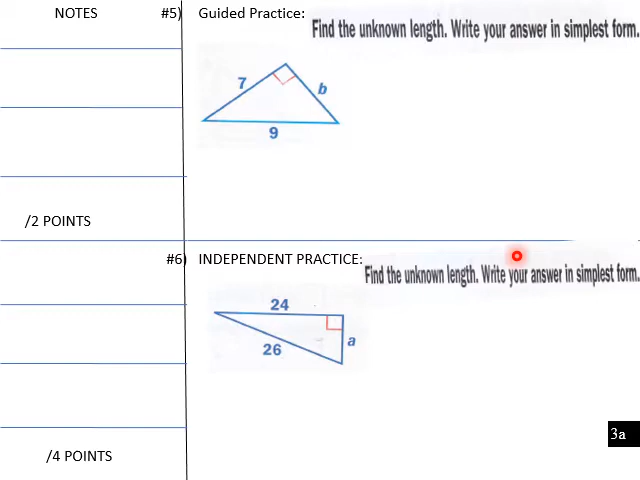 NOTES
#5) Guided Practice:
Find the unknown length. Write your answer in simplest form.
7
b
9
/2 POINTS
#6) INDEPENDENT PRACTICE:
Find the unknown length. Write your answer in simplest form.
24
a
26
3a
/4 POINTS